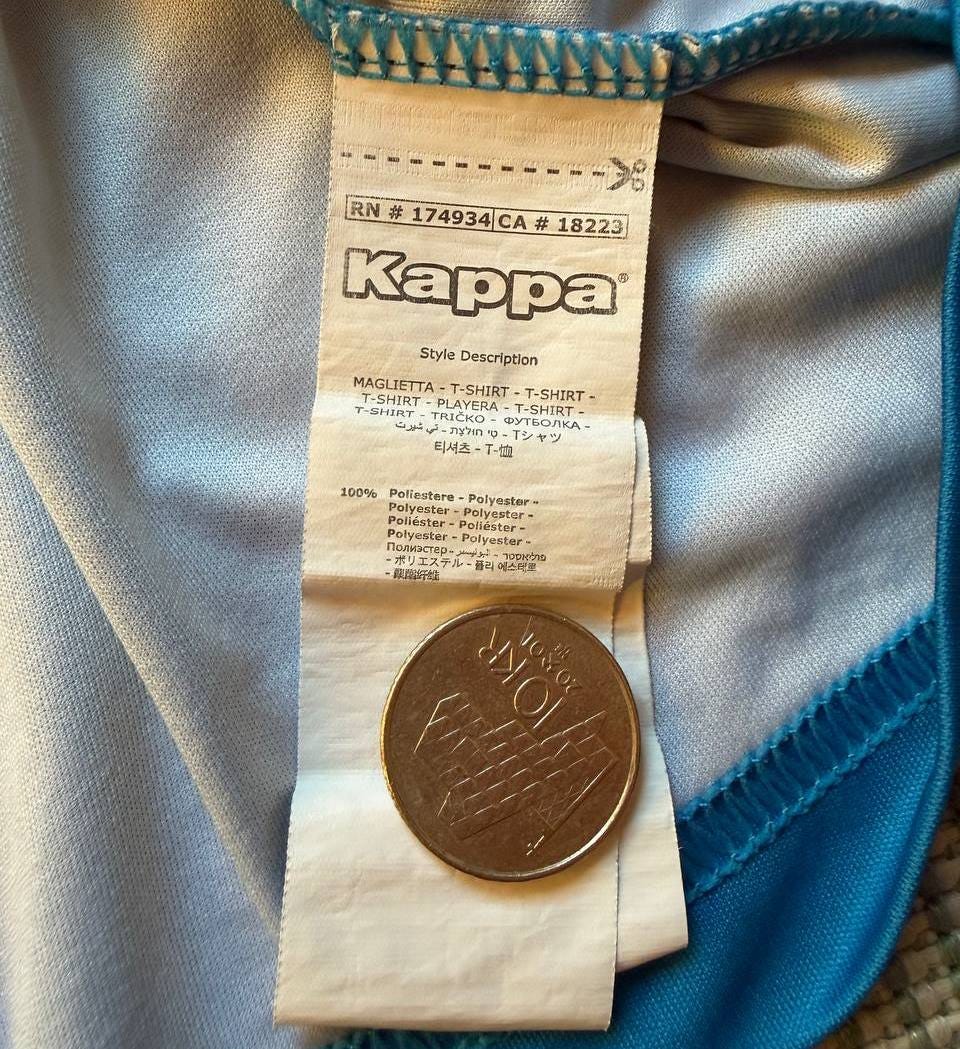 RN # 174934 CA # 18223
Kappa®
Style Description
MAGLIETTA - T-SHIRT - T-SHIRT -
T-SHIRT - PLAYERA - T-SHIRT -
T-SHIRT - TRIČKO - ФУТБОЛКА -
تي شيرت - טי חולצת - Tシャツ
티셔츠 - T-恤
100% Poliestere - Polyester -
Polyester - Polyester -
Poliéster - Poliéster -
Polyester - Polyester -
Полиэстер - פוליאסטר
- ポリエステル - 폴리 에스테르
10 KR